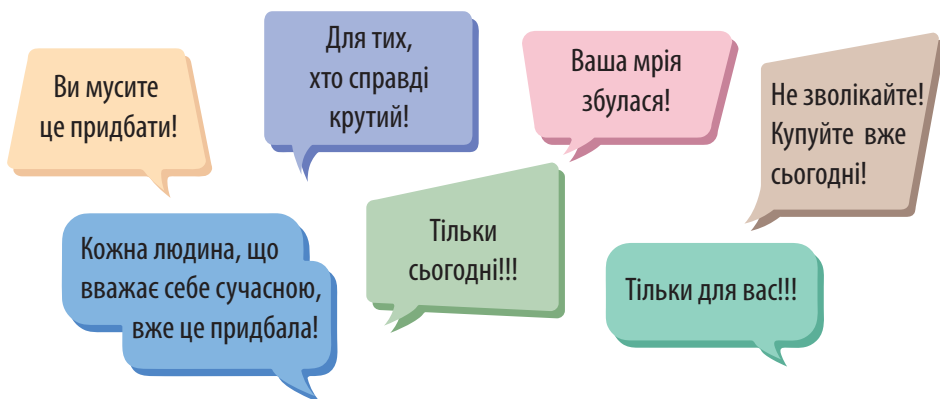 Ви мусите
це придбати!
Для тих,
хто справді
крутий!
Ваша мрія
збулася!
Не зволікайте!
Купуйте вже
сьогодні!
Кожна людина, що
вважає себе сучасною,
вже це придбала!
Тільки
сьогодні!!!
Тільки для вас!!!